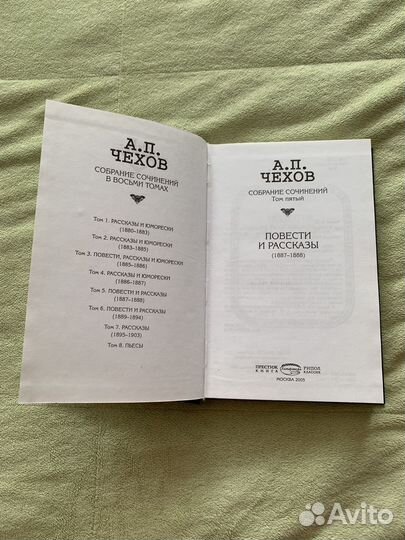 А.П.
ЧЕХОВ
СОБРАНИЕ СОЧИНЕНИЙ
В ВОСЬМИ ТОМАХ
Том 1. РАССКАЗЫ И ЮМОРЕСКИ
(1880–1883)
Том 2. РАССКАЗЫ И ЮМОРЕСКИ
(1883–1885)
Том 3. ПОВЕСТИ, РАССКАЗЫ И ЮМОРЕСКИ
(1885–1886)
Том 4. РАССКАЗЫ И ЮМОРЕСКИ
(1886–1887)
Том 5. ПОВЕСТИ И РАССКАЗЫ
(1887–1888)
Том 6. ПОВЕСТИ И РАССКАЗЫ
(1889–1894)
Том 7. РАССКАЗЫ
(1895–1903)
Том 8. ПЬЕСЫ
А.П.
ЧЕХОВ
СОБРАНИЕ СОЧИНЕНИЙ
Том пятый
ПОВЕСТИ
И РАССКАЗЫ
(1887–1888)
ПРЕСТИЖ
КНИГА
РИПОЛ
КЛАССИК
МОСКВА 2005
Avito